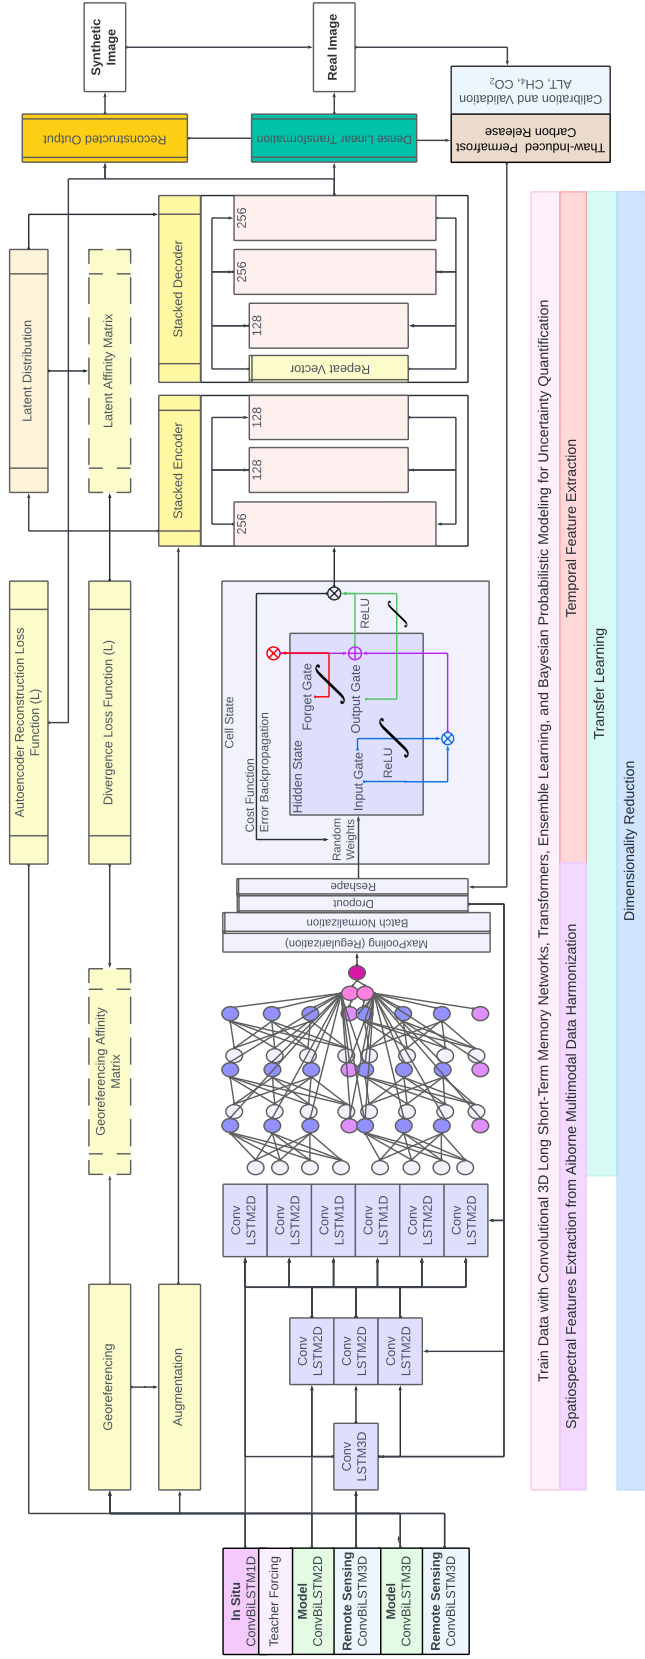 Synthetic
Image
Real Image
Calibration and Validation
ALT, CH₄, CO₂
Thaw-Induced Permafrost
Carbon Release
Reconstructed Output
Dense Linear Transformation
Latent Distribution
Latent Affinity Matrix
Stacked Decoder
256
256
128
Repeat Vector
Stacked Encoder
128
128
256
Autoencoder Reconstruction Loss
Function (L)
Divergence Loss Function (L)
Cell State
Cost Function
Error Backpropagation
Hidden State
Forget Gate
Output Gate
ReLU
Input Gate
ReLU
Random
Weights
Reshape
Dropout
Batch Normalization
MaxPooling (Regularization)
Georeferencing Affinity
Matrix
Conv
LSTM2D
Conv
LSTM2D
Conv
LSTM1D
Conv
LSTM1D
Conv
LSTM2D
Conv
LSTM2D
Georeferencing
Augmentation
Conv
LSTM2D
Conv
LSTM2D
Conv
LSTM2D
Conv
LSTM3D
In Situ
ConvBiLSTM1D
Teacher Forcing
Model
ConvBiLSTM2D
Remote Sensing
ConvBiLSTM3D
Model
ConvBiLSTM3D
Remote Sensing
ConvBiLSTM3D
Train Data with Convolutional 3D Long Short-Term Memory Networks, Transformers, Ensemble Learning, and Bayesian Probabilistic Modeling for Uncertainty Quantification
Spatiospectral Features Extraction from Aiborne Multimodal Data Harmonization
Temporal Feature Extraction
Transfer Learning
Dimensionality Reduction